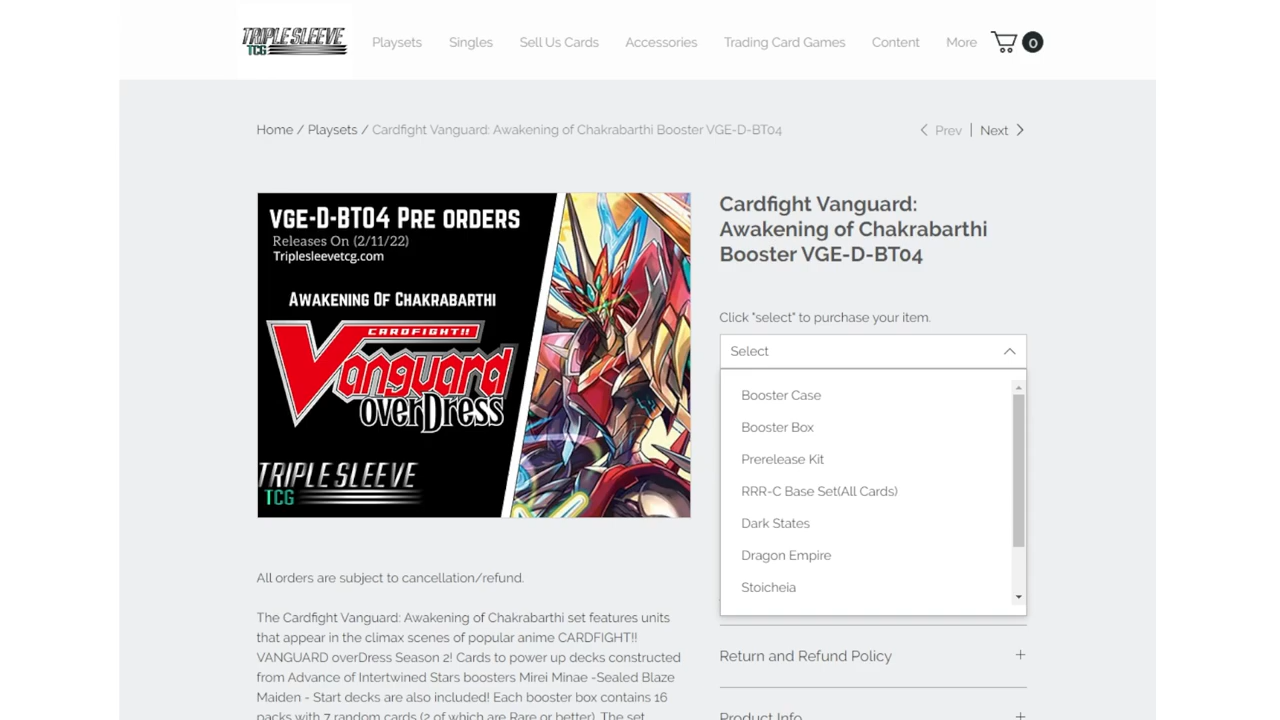 TRIPLE SLEEVE
TCG
Playsets
Singles
Sell Us Cards
Accessories
Trading Card Games
Content
More
0
Home / Playsets / Cardfight Vanguard: Awakening of Chakrabarthi Booster VGE-D-BT04
Prev | Next
VGE-D-BT04 PRE ORDERS
Releases On (2/11/22)
Triplesleevetcg.com
AWAKENING OF CHAKRABARTHI
CARDFIGHT!!
Vanguard
overDress
TRIPLE SLEEVE
TCG
Cardfight Vanguard:
Awakening of Chakrabarthi
Booster VGE-D-BT04
Click "select" to purchase your item.
Select
Booster Case
Booster Box
Prerelease Kit
RRR-C Base Set(All Cards)
Dark States
Dragon Empire
Stoicheia
Return and Refund Policy
Product Info
All orders are subject to cancellation/refund.
The Cardfight Vanguard: Awakening of Chakrabarthi set features units
that appear in the climax scenes of popular anime CARDFIGHT!!
VANGUARD overDress Season 2! Cards to power up decks constructed
from Advance of Intertwined Stars boosters Mirei Minae -Sealed Blaze
Maiden - Start decks are also included! Each booster box contains 16
packs with 7 random cards (2 of which are Rare or better). The set